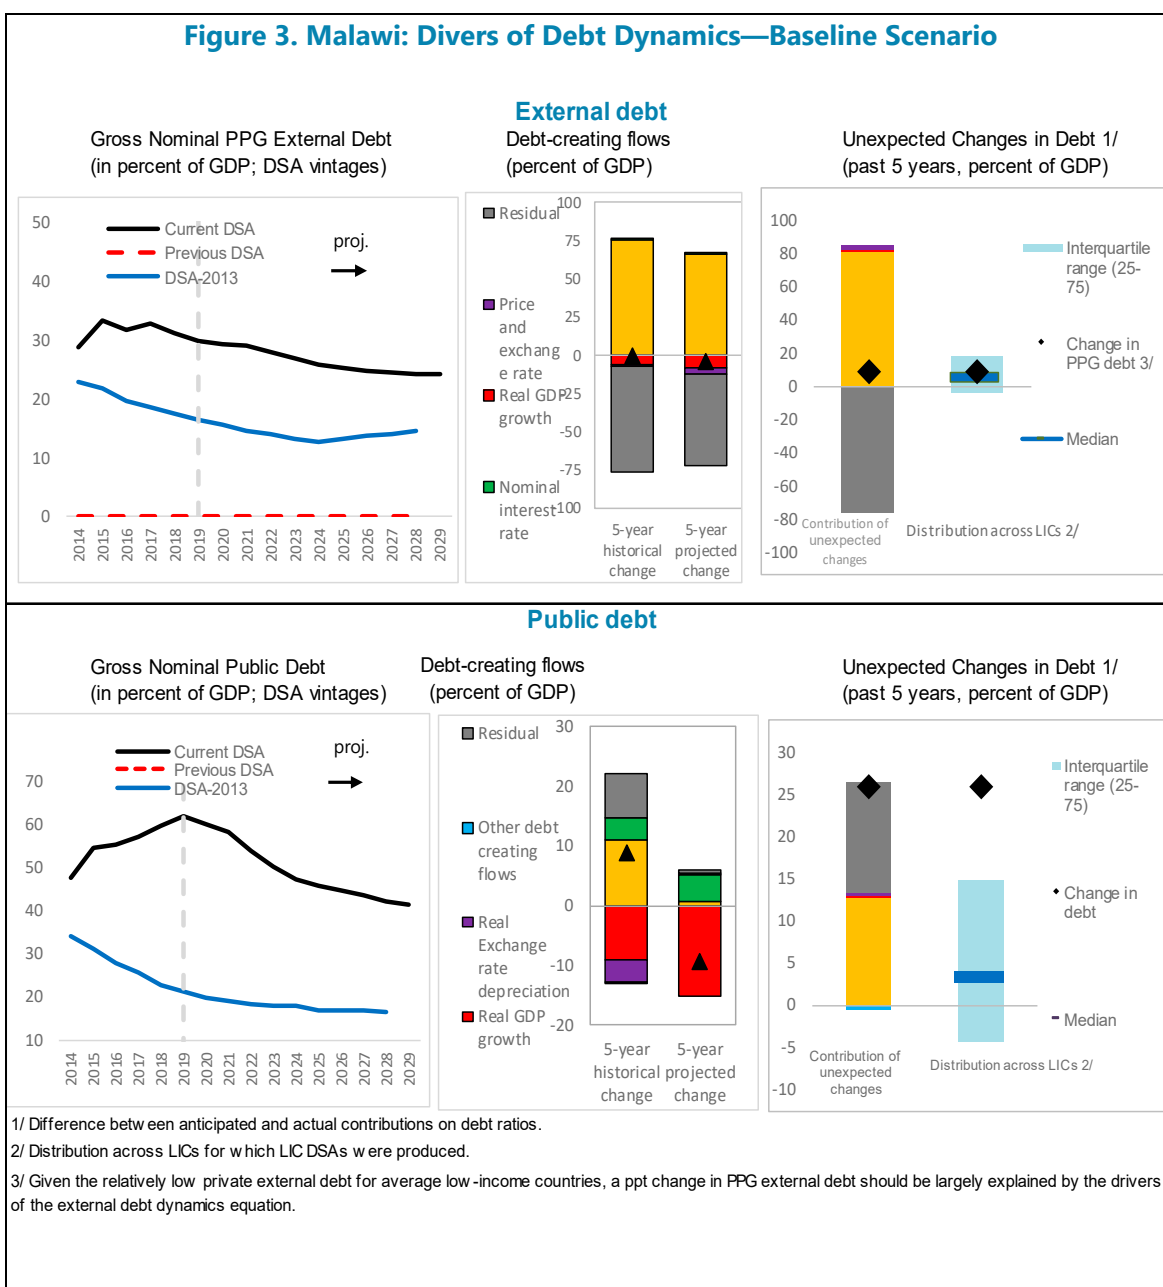 Figure 3. Malawi: Divers of Debt Dynamics—Baseline Scenario
External debt
Gross Nominal PPG External Debt
(in percent of GDP; DSA vintages)
Debt-creating flows
(percent of GDP)
Unexpected Changes in Debt 1/
(past 5 years, percent of GDP)
50
40
30
20
10
0
Current DSA
Previous DSA
DSA-2013
proj.
2014
2015
2016
2017
2018
2019
2020
2021
2022
2023
2024
2025
2026
2027
2028
2029
Residual
Price
and
exchang
e rate
Real GDP
growth
Nominal
interest
rate
100
75
50
25
0
-25
-50
-75
-100
5-year
historical
change
5-year
projected
change
100
80
60
40
20
0
-20
-40
-60
-80
-100
Contribution of
unexpected
changes
Distribution across LICs 2/
Interquartile
range (25-
75)
Change in
PPG debt 3/
Median
Public debt
Gross Nominal Public Debt
(in percent of GDP; DSA vintages)
Debt-creating flows
(percent of GDP)
Unexpected Changes in Debt 1/
(past 5 years, percent of GDP)
Current DSA
Previous DSA
DSA-2013
proj.
70
60
50
40
30
20
10
2014
2015
2016
2017
2018
2019
2020
2021
2022
2023
2024
2025
2026
2027
2028
2029
Residual
Other debt
creating
flows
Real
Exchange
rate
depreciation
Real GDP
growth
30
20
10
0
-10
-20
5-year
historical
change
5-year
projected
change
30
25
20
15
10
5
0
-5
-10
Contribution of
unexpected
changes
Distribution across LICs 2/
Interquartile
range (25-
75)
Change in
debt
Median
1/ Difference between anticipated and actual contributions on debt ratios.
2/ Distribution across LICs for which LIC DSAs were produced.
3/ Given the relatively low private external debt for average low-income countries, a ppt change in PPG external debt should be largely explained by the drivers
of the external debt dynamics equation.